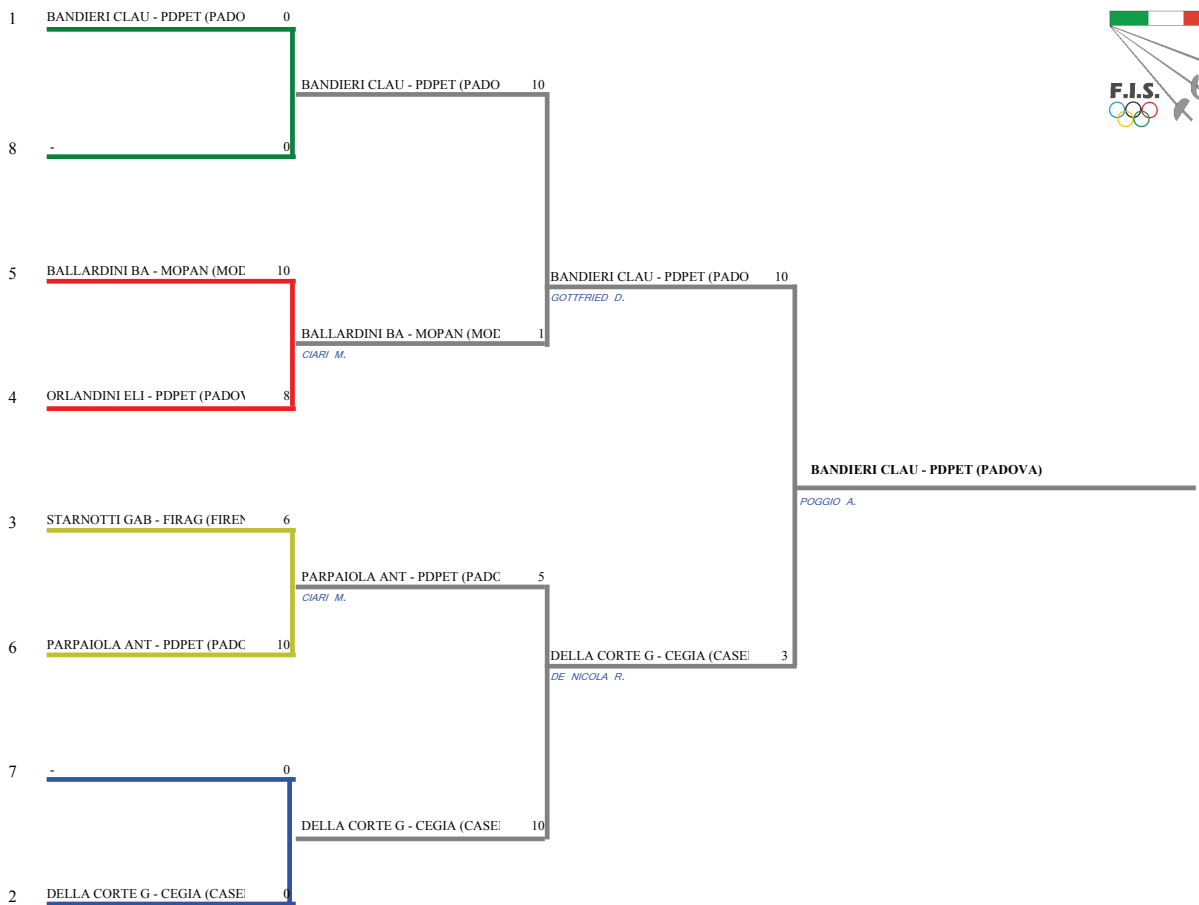 1 BANDIERI CLAU - PDPET (PADO 0
BANDIERI CLAU - PDPET (PADO 10
F.I.S.
8 - 0
5 BALLARDINI BA - MOPAN (MOD 10
BANDIERI CLAU - PDPET (PADO 10
GOTTFRIED D.
BALLARDINI BA - MOPAN (MOD 1
CIARI M.
4 ORLANDINI ELI - PDPET (PADOV 8
BANDIERI CLAU - PDPET (PADOVA)
POGGIO A.
3 STARNOTTI GAB - FIRAG (FIREN 6
PARPAIOLA ANT - PDPET (PADO 5
CIARI M.
6 PARPAIOLA ANT - PDPET (PADO 10
DELLA CORTE G - CEGIA (CASE 3
DE NICOLA R.
7 - 0
DELLA CORTE G - CEGIA (CASE 10
2 DELLA CORTE G - CEGIA (CASE 0